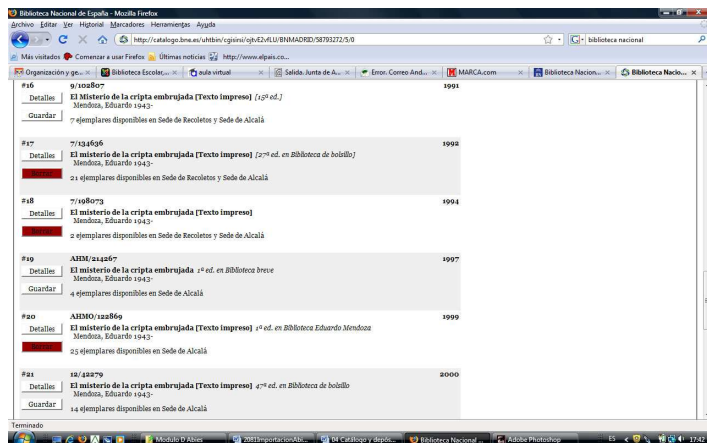 Biblioteca Nacional de España - Mozilla Firefox
Archivo Editar Ver Historial Marcadores Herramientas Ayuda
http://catalogo.bne.es/uhtbin/cgisirsi/ojtvE2vfLU/BNMADRID/58793272/5/0
biblioteca nacional
Más visitados Comenzar a usar Firefox Últimas noticias http://www.elpais.co...
Organización y ge... Biblioteca Escolar,... aula virtual Salida. Junta de A... Error. Correo And... MARCA.com Biblioteca Nacion... Biblioteca Nacio...
#16 9/102807 1991
Detalles El Misterio de la cripta embrujada [Texto impreso] [15ª ed.]
Mendoza, Eduardo 1943-
Guardar 7 ejemplares disponibles en Sede de Recoletos y Sede de Alcalá
#17 7/134636 1992
Detalles El misterio de la cripta embrujada [Texto impreso] [27ª ed. en Biblioteca de bolsillo]
Mendoza, Eduardo 1943-
Borrar 21 ejemplares disponibles en Sede de Recoletos y Sede de Alcalá
#18 7/198073 1994
Detalles El misterio de la cripta embrujada [Texto impreso]
Mendoza, Eduardo 1943-
Borrar 2 ejemplares disponibles en Sede de Recoletos y Sede de Alcalá
#19 AHM/214267 1997
Detalles El misterio de la cripta embrujada 1ª ed. en Biblioteca breve
Mendoza, Eduardo 1943-
Guardar 4 ejemplares disponibles en Sede de Alcalá
#20 AHMO/122869 1999
Detalles El misterio de la cripta embrujada [Texto impreso] 1ª ed. en Biblioteca Eduardo Mendoza
Mendoza, Eduardo 1943-
Borrar 25 ejemplares disponibles en Sede de Alcalá
#21 12/42279 2000
Detalles El misterio de la cripta embrujada [Texto impreso] 47ª ed. en Biblioteca de bolsillo
Mendoza, Eduardo 1943-
Guardar 14 ejemplares disponibles en Sede de Alcalá
Terminado
Modulo D Abies 2081ImportacionAbi... 04 Catálogo y depós... Biblioteca Nacional ... Adobe Photoshop ES 17:42